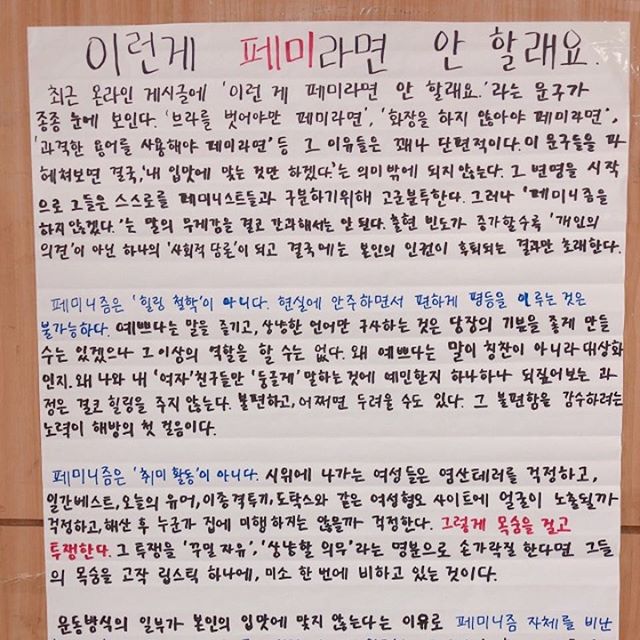 이런게 페미라면 안 할래요.
최근 온라인 게시글에 '이런 게 페미라면 안 할래요.'라는 문구가
종종 눈에 보인다. '브라를 벗어야만 페미라면', '화장을 하지 않아야 페미라면',
'과격한 용어를 사용해야 페미라면' 등 그 이유들은 꽤나 단편적이다. 이 문구들을 파
헤쳐보면 결국, '내 입맛에 맞는 것만 하겠다.'는 의미밖에 되지 않는다. 그 변명을 시작
으로 그들은 스스로를 페미니스트들과 구분하기위해 고군분투한다. 그러나 '페미니즘을
하지 않겠다.'는 말의 무게감을 결코 간과해서는 안 된다. 출현 빈도가 증가할수록 '개인의
의견'이 아닌 하나의 '사회적 담론'이 되고 결국에는 본인의 인권이 후퇴되는 결과만 초래한다.
페미니즘은 '힐링 철학'이 아니다. 현실에 안주하면서 편하게 평등을 이루는 것은
불가능하다. 예쁘다는 말을 즐기고, 상냥한 언어만 구사하는 것은 당장의 기분을 좋게 만들
수는 있겠으나 그 이상의 역할을 할 수는 없다. 왜 예쁘다는 말이 칭찬이 아니라 대상화
인지. 왜 나와 내 '여자'친구들만 '둥글게' 말하는것에 예민한지 하나하나 되짚어보는 과
정은 결코 힐링을 주지 않는다. 불편하고, 어쩌면 두려울 수도 있다. 그 불편함을 감수하려는
노력이 해방의 첫 걸음이다.
페미니즘은 '취미 활동'이 아니다. 시위에 나가는 여성들은 염산테러를 걱정하고,
일간베스트, 오늘의 유머, 이종격투기, 도탁스와 같은 여성혐오 사이트에 얼굴이 노출될까
걱정하고, 해산 후 누군가 집에 미행하지는 않을까 걱정한다. 그렇게 목숨을 걸고
투쟁한다. 그 투쟁을 '꾸밀 자유', '상냥할 의무'라는 명분으로 손가락질 한다면 그들
의 목숨을 고작 립스틱 하나에, 미소 한 번에 비하고 있는 것이다.
운동방식의 일부가 본인의 입맛에 맞지 않는다는 이유로 페미니즘 자체를 비난